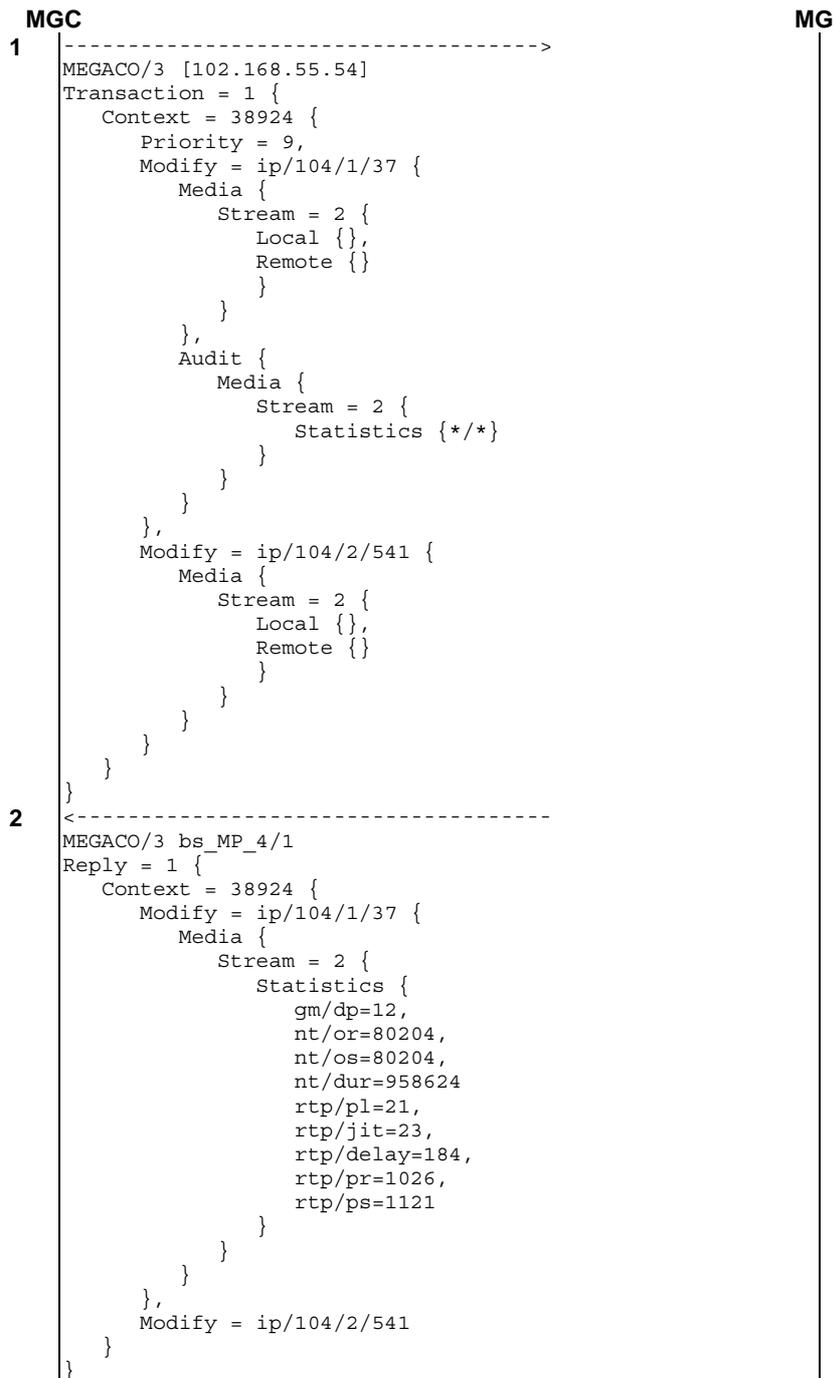 MGC MG
1 ------------------------------------->
MEGACO/3 [102.168.55.54]
Transaction = 1 {
   Context = 38924 {
      Priority = 9,
      Modify = ip/104/1/37 {
         Media {
            Stream = 2 {
               Local {},
               Remote {}
               }
            }
         },
         Audit {
            Media {
               Stream = 2 {
                  Statistics {*/*}
               }
            }
         }
      },
      Modify = ip/104/2/541 {
         Media {
            Stream = 2 {
               Local {},
               Remote {}
               }
            }
         }
      }
   }
}
2 <-------------------------------------
MEGACO/3 bs_MP_4/1
Reply = 1 {
   Context = 38924 {
      Modify = ip/104/1/37 {
         Media {
            Stream = 2 {
               Statistics {
                  gm/dp=12,
                  nt/or=80204,
                  nt/os=80204,
                  nt/dur=958624
                  rtp/pl=21,
                  rtp/jit=23,
                  rtp/delay=184,
                  rtp/pr=1026,
                  rtp/ps=1121
               }
            }
         }
      },
      Modify = ip/104/2/541
   }
}